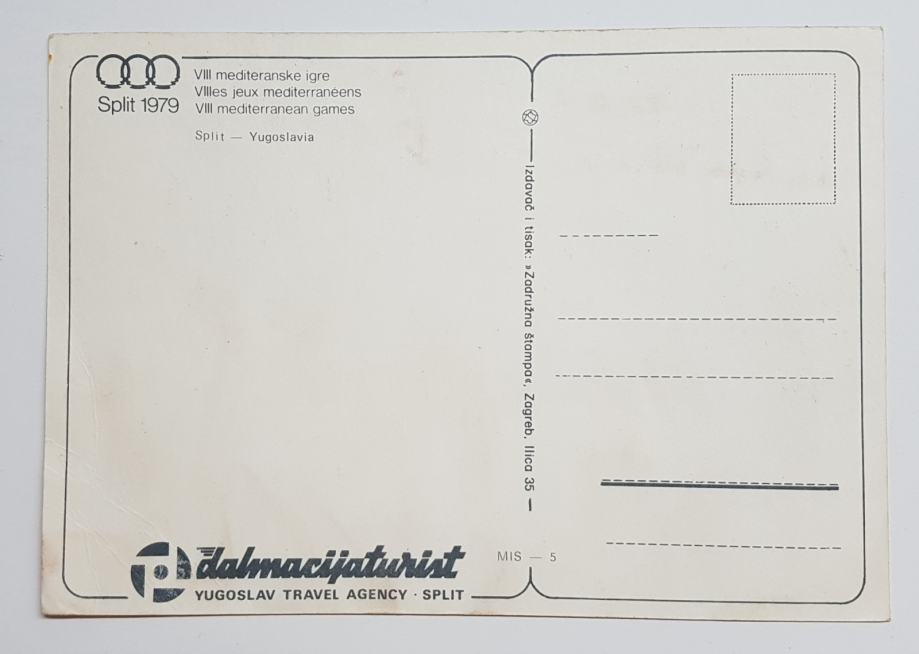 Split 1979
VIII mediteranske igre
VIIIes jeux mediterranéens
VIII mediterranean games
Split — Yugoslavia
Izdavač i tisak: »Zadružna štampa«, Zagreb, Ilica 35
MIS — 5
dalmacijaturist
YUGOSLAV TRAVEL AGENCY · SPLIT